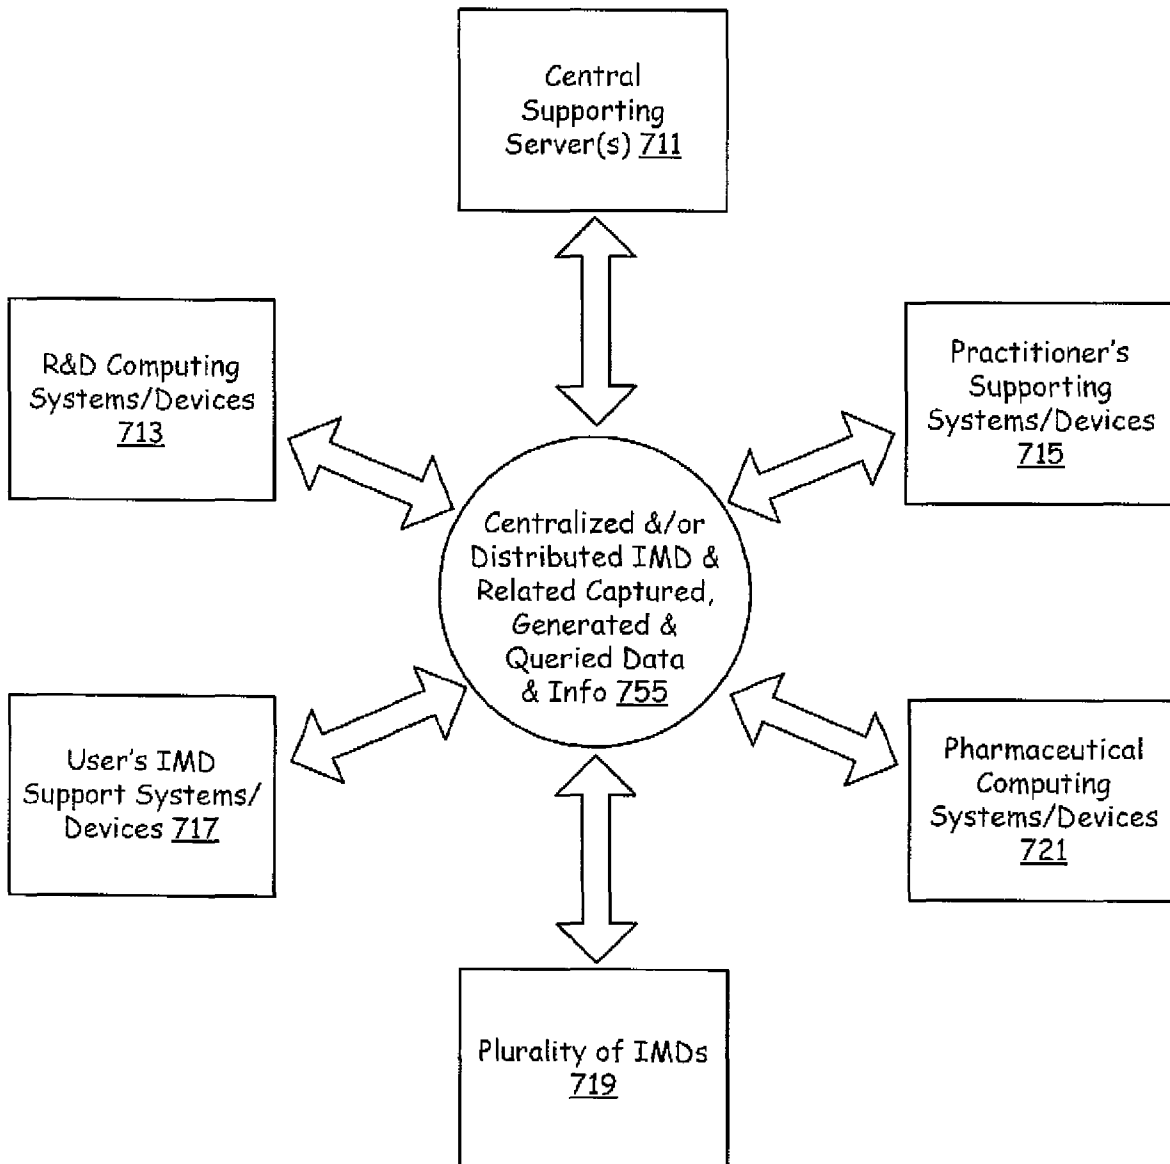 Central
Supporting
Server(s) 711
R&D Computing
Systems/Devices
713
Practitioner's
Supporting
Systems/Devices
715
Centralized &/or
Distributed IMD &
Related Captured,
Generated &
Queried Data
& Info 755
User's IMD
Support Systems/
Devices 717
Pharmaceutical
Computing
Systems/Devices
721
Plurality of IMDs
719